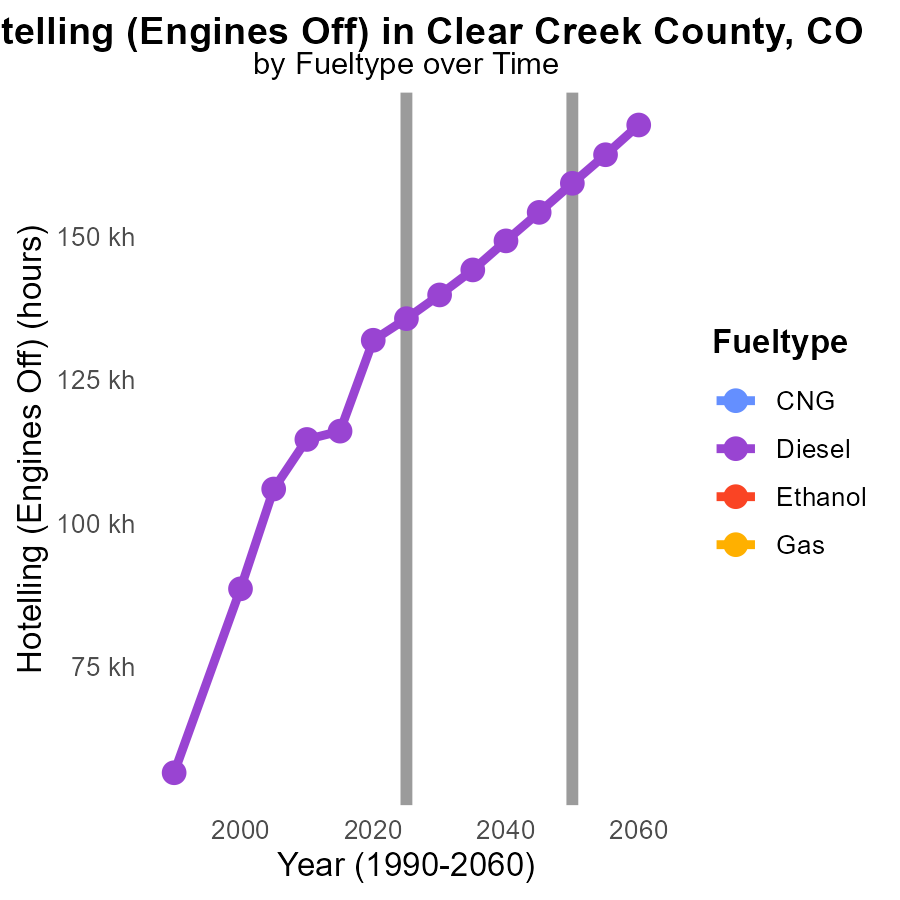 telling (Engines Off) in Clear Creek County, CO
by Fueltype over Time
Hotelling (Engines Off) (hours)
150 kh
125 kh
100 kh
75 kh
2000 2020 2040 2060
Year (1990-2060)
Fueltype
CNG
Diesel
Ethanol
Gas